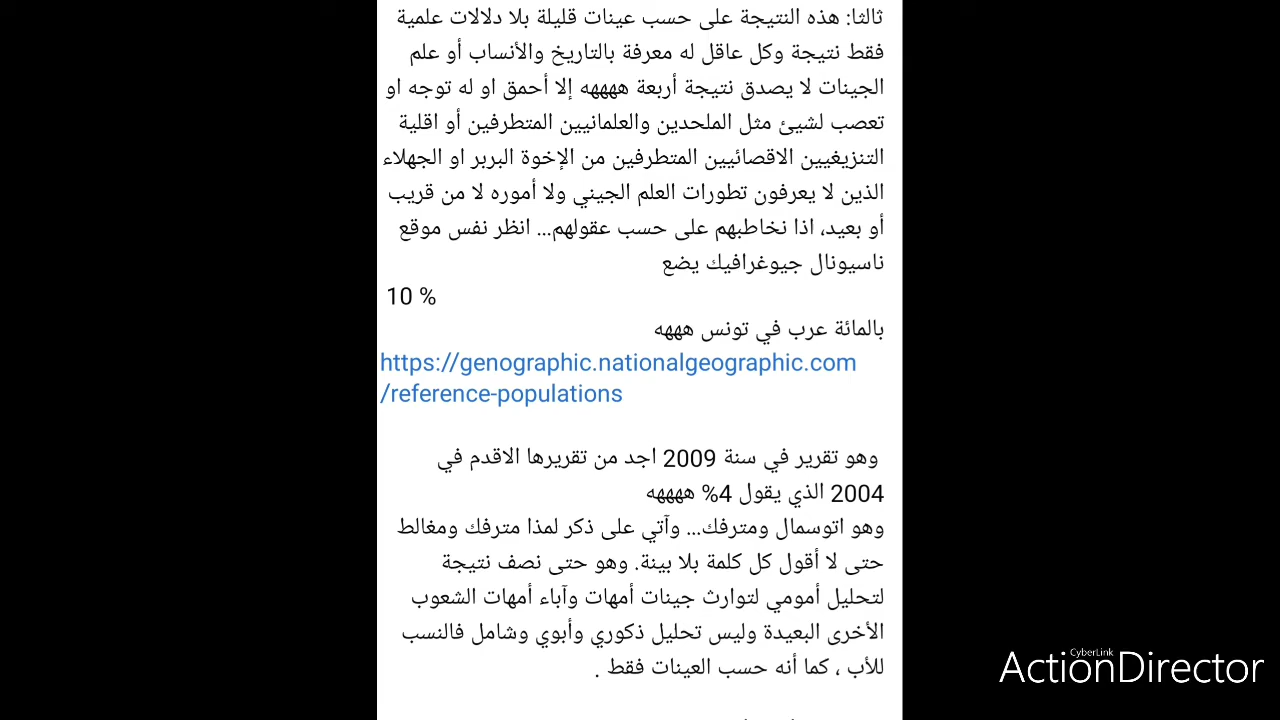 ثالثا: هذه النتيجة على حسب عينات قليلة بلا دلالات علمية
فقط نتيجة وكل عاقل له معرفة بالتاريخ والأنساب أو علم
الجينات لا يصدق نتيجة أربعة ههههه إلا أحمق او له توجه او
تعصب لشيئ مثل الملحدين والعلمانيين المتطرفين أو اقلية
التنزيغيين الاقصائيين المتطرفين من الإخوة البربر او الجهلاء
الذين لا يعرفون تطورات العلم الجيني ولا أموره لا من قريب
أو بعيد، اذا نخاطبهم على حسب عقولهم... انظر نفس موقع
ناسيونال جيوغرافيك يضع
10 %
بالمائة عرب في تونس هههه
https://genographic.nationalgeographic.com
/reference-populations
وهو تقرير في سنة 2009 اجد من تقريرها الاقدم في
2004 الذي يقول 4% ههههه
وهو اتوسمال ومترفك... وآتي على ذكر لمذا مترفك ومغالط
حتى لا أقول كل كلمة بلا بينة. وهو حتى نصف نتيجة
لتحليل أمومي لتوارث جينات أمهات وآباء أمهات الشعوب
الأخرى البعيدة وليس تحليل ذكوري وأبوي وشامل فالنسب
للأب ، كما أنه حسب العينات فقط .
CyberLink
ActionDirector